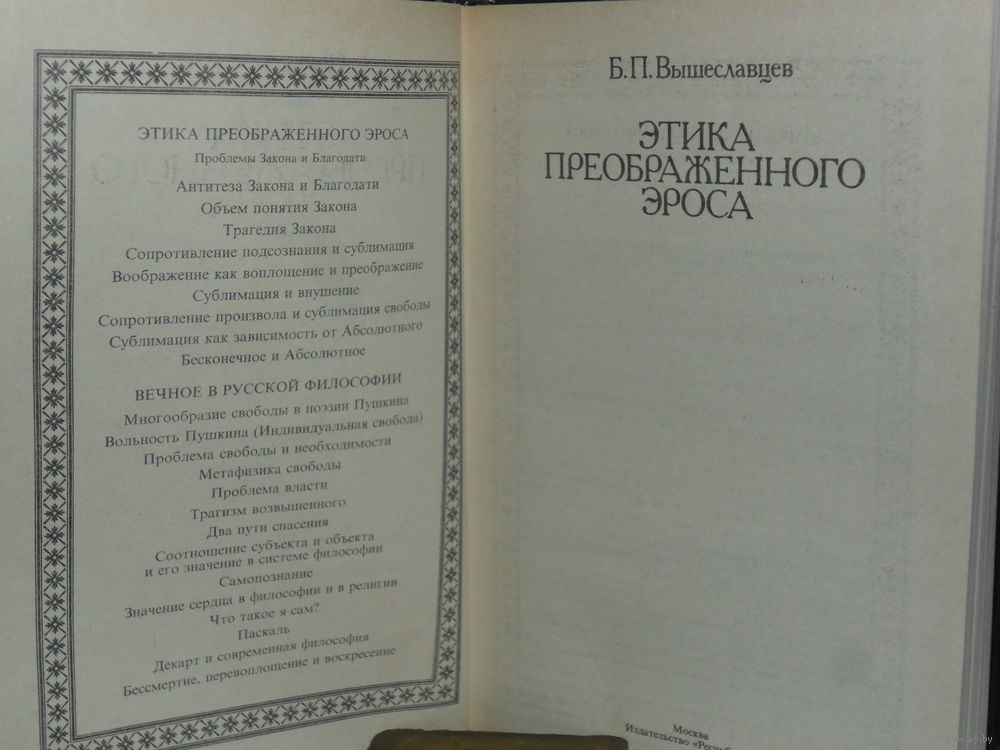 ЭТИКА ПРЕОБРАЖЕННОГО ЭРОСА
Проблемы Закона и Благодати
Антитеза Закона и Благодати
Объем понятия Закона
Трагедия Закона
Сопротивление подсознания и сублимация
Воображение как воплощение и преображение
Сублимация и внушение
Сопротивление произвола и сублимация свободы
Сублимация как зависимость от Абсолютного
Бесконечное и Абсолютное
ВЕЧНОЕ В РУССКОЙ ФИЛОСОФИИ
Многообразие свободы в поэзии Пушкина
Вольность Пушкина (Индивидуальная свобода)
Проблема свободы и необходимости
Метафизика свободы
Проблема власти
Трагизм возвышенного
Два пути спасения
Соотношение субъекта и объекта
и его значение в системе философии
Самопознание
Значение сердца в философии и в религии
Что такое я сам?
Паскаль
Декарт и современная философия
Бессмертие, перевоплощение и воскресение
Б.П.Вышеславцев
ЭТИКА
ПРЕОБРАЖЕННОГО
ЭРОСА
Москва
Издательство
www.ay.by